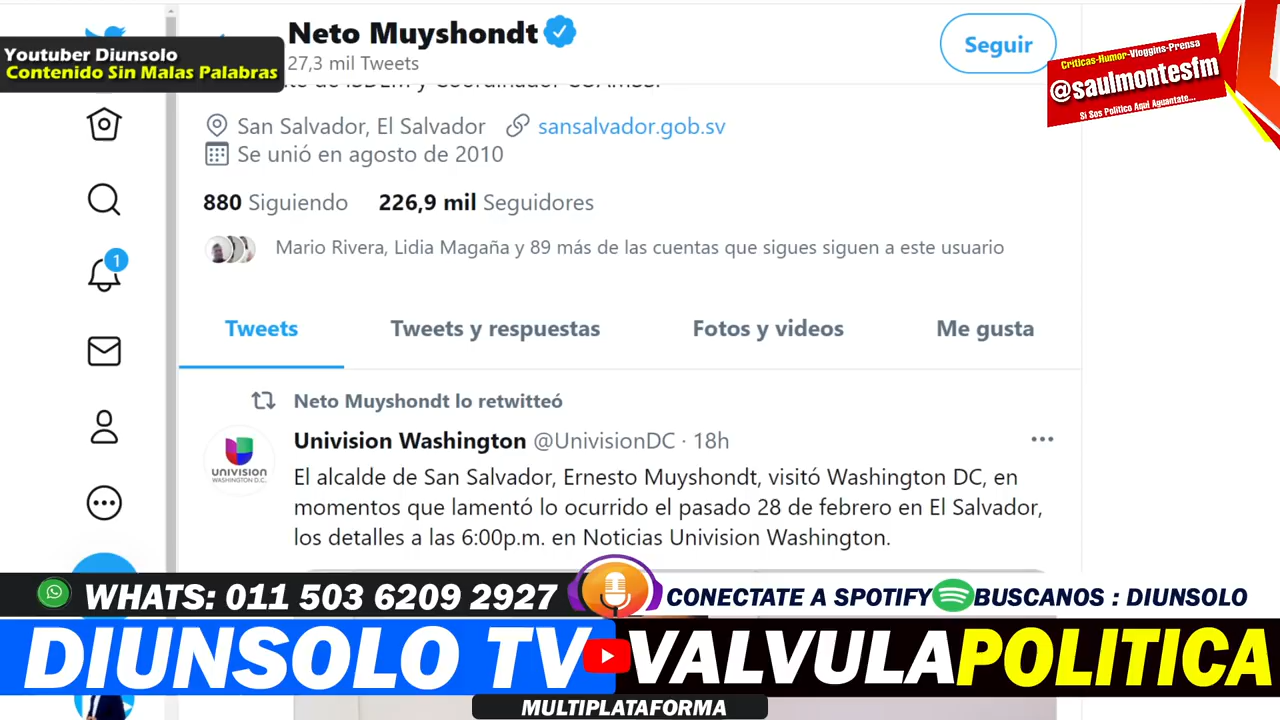 Neto Muyshondt
27,3 mil Tweets
Seguir
Youtuber Diunsolo
Contenido Sin Malas Palabras
Críticas-Humor-Vloggins-Prensa
@saulmontesfm
Si Sos Politico Aqui Aguantate...
San Salvador, El Salvador sansalvador.gob.sv
Se unió en agosto de 2010
880 Siguiendo 226,9 mil Seguidores
Mario Rivera, Lidia Magaña y 89 más de las cuentas que sigues siguen a este usuario
1
Tweets Tweets y respuestas Fotos y videos Me gusta
Neto Muyshondt lo retwitteó
Univision Washington @UnivisionDC · 18h
UNIVISION
WASHINGTON D.C.
El alcalde de San Salvador, Ernesto Muyshondt, visitó Washington DC, en
momentos que lamentó lo ocurrido el pasado 28 de febrero en El Salvador,
los detalles a las 6:00p.m. en Noticias Univision Washington.
WHATS: 011 503 6209 2927
CONECTATE A SPOTIFY BUSCANOS : DIUNSOLO
DIUNSOLO TV VALVULA POLITICA
MULTIPLATAFORMA